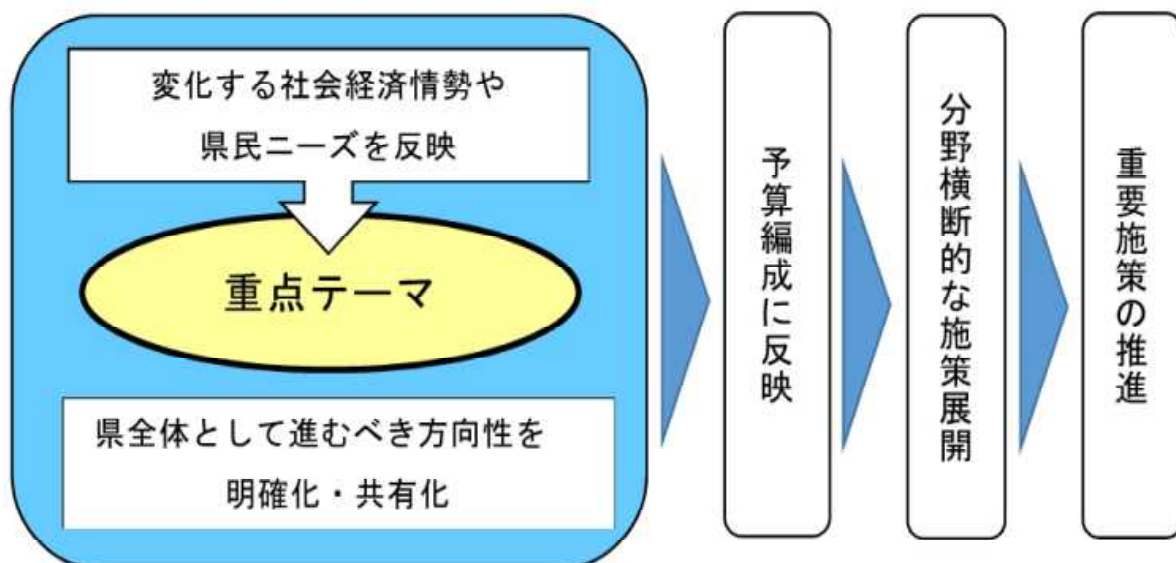 変化する社会経済情勢や
県民ニーズを反映
重点テーマ
県全体として進むべき方向性を
明確化・共有化
予算編成に反映
分野横断的な施策展開
重要施策の推進